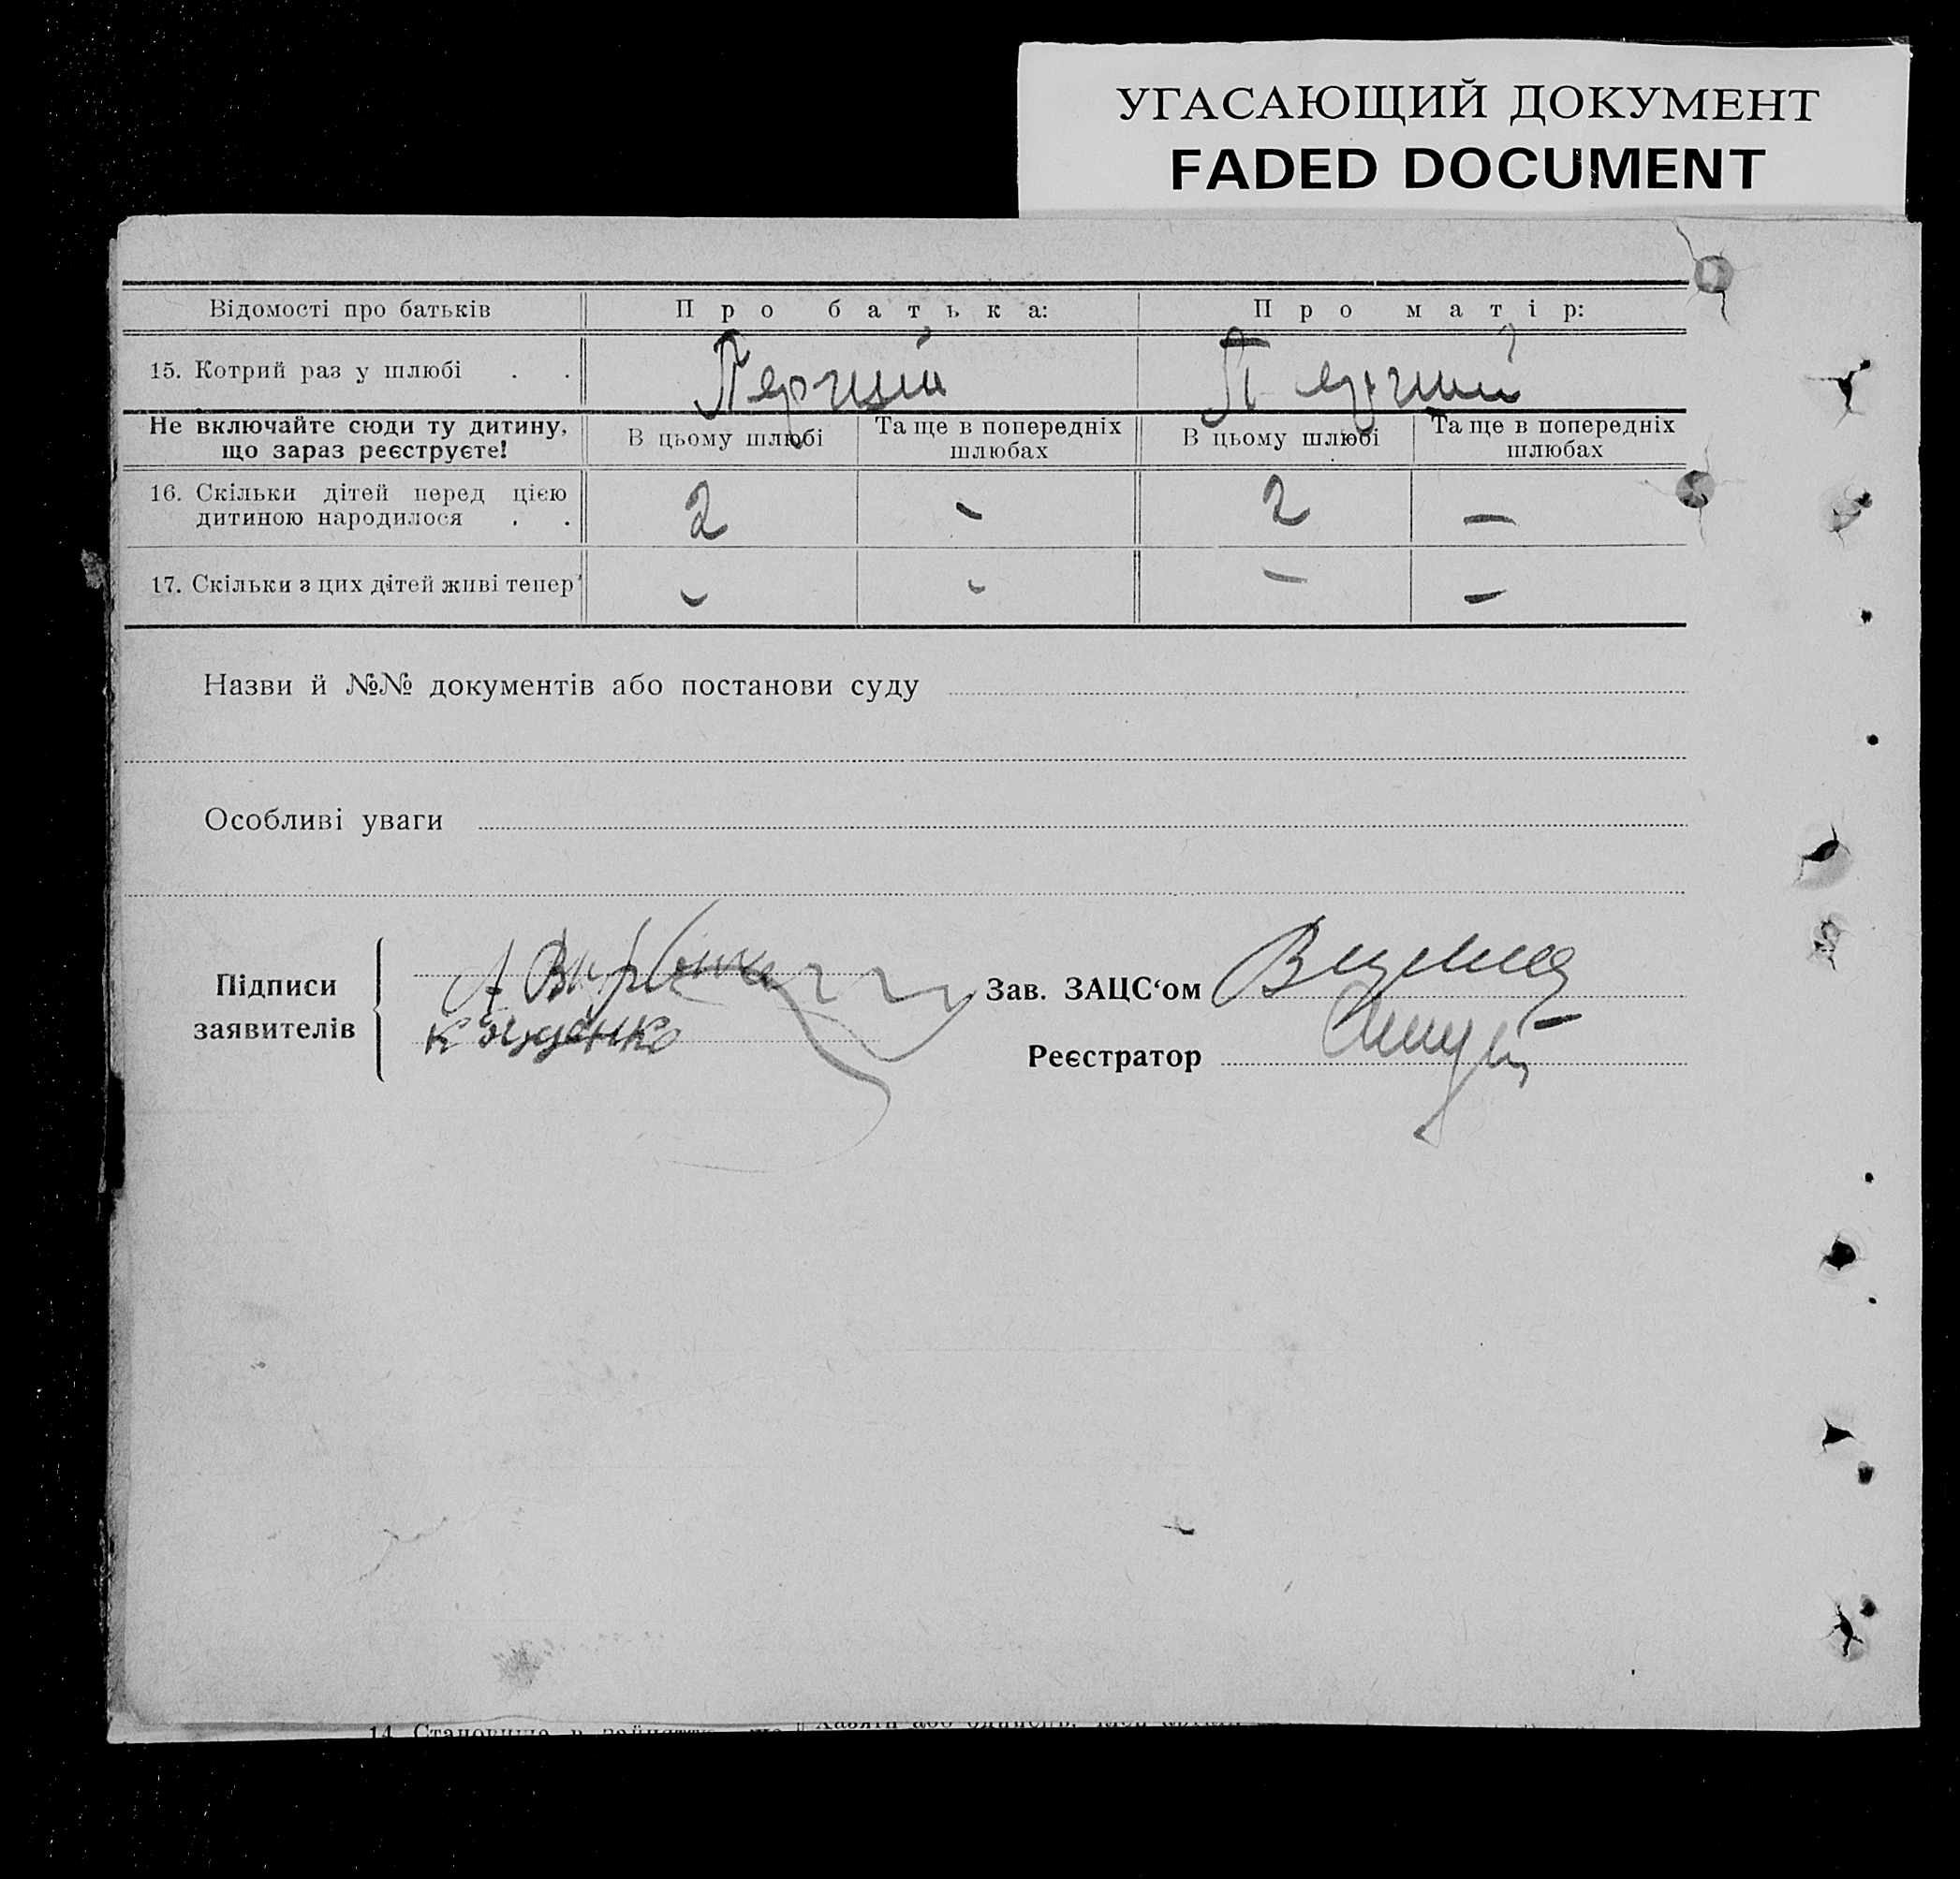 УГАСАЮЩИЙ ДОКУМЕНТ
FADED DOCUMENT
Відомості про батьків Про батька: Про матір:
15. Котрий раз у шлюбі . . Перший Перший
Не включайте сюди ту дитину, що зараз реєструєте! В цьому шлюбі Та ще в попередніх шлюбах В цьому шлюбі Та ще в попередніх шлюбах
16. Скільки дітей перед цією дитиною народилося . . 2 - 2 —
17. Скільки з цих дітей живі тепер - - - —
Назви й №№ документів або постанови суду
Особливі уваги
Підписи заявителів
Зав. ЗАЦС‘ом
Реєстратор